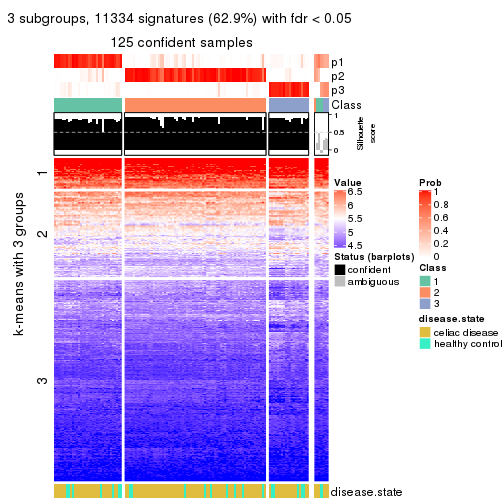 3 subgroups, 11334 signatures (62.9%) with fdr < 0.05
125 confident samples
p1
p2
p3
Class
1
0.5
0
Silhouette
score
k-means with 3 groups
1
2
3
Value
6.5
6
5.5
5
4.5
Status (barplots)
confident
ambiguous
Prob
1
0.8
0.6
0.4
0.2
0
Class
1
2
3
disease.state
celiac disease
healthy control
disease.state